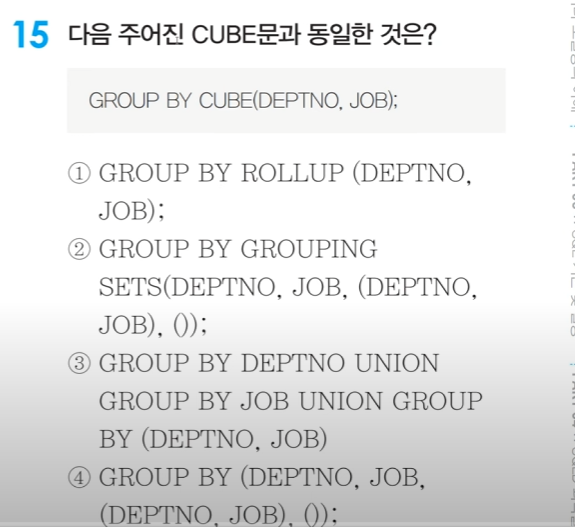 15 다음 주어진 CUBE문과 동일한 것은?
GROUP BY CUBE(DEPTNO, JOB);
① GROUP BY ROLLUP (DEPTNO,
JOB);
② GROUP BY GROUPING
SETS(DEPTNO, JOB, (DEPTNO,
JOB), ());
③ GROUP BY DEPTNO UNION
GROUP BY JOB UNION GROUP
BY (DEPTNO, JOB)
④ GROUP BY (DEPTNO, JOB,
(DEPTNO, JOB), ());